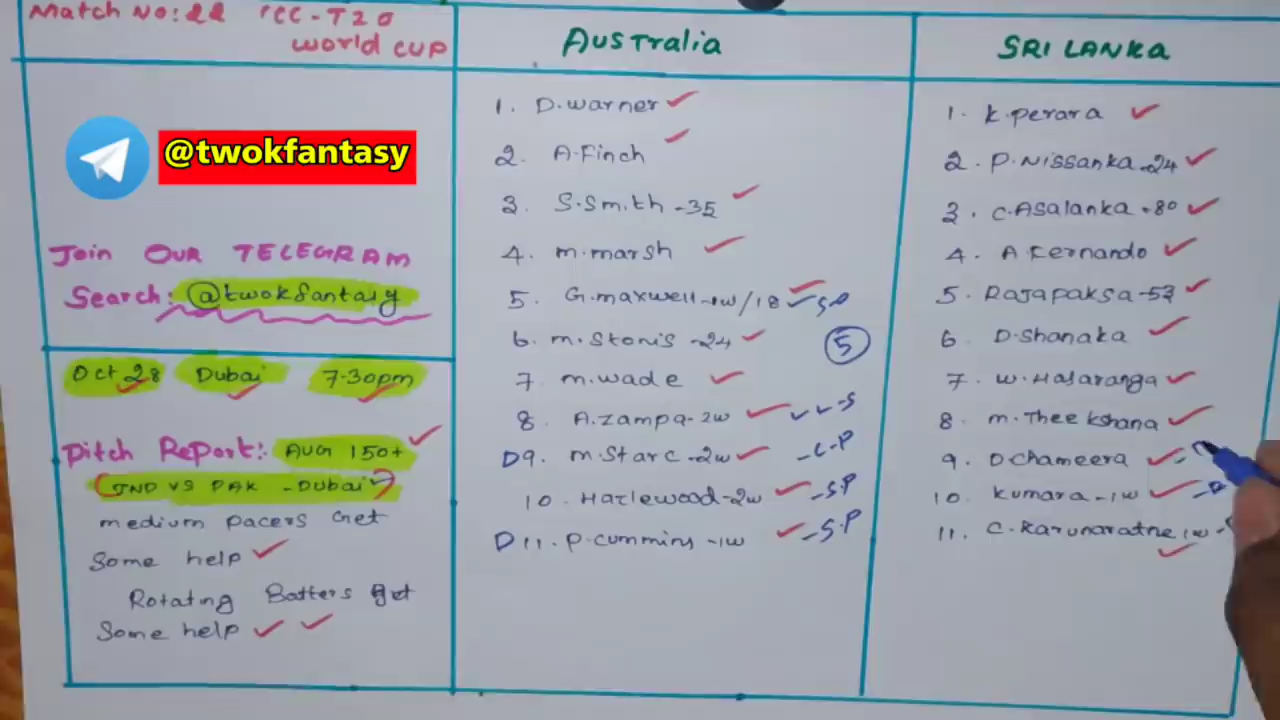 Match No: 22 ICC-T20
World CUP
@twokfantasy
Join OUR TELEGRAM
Search: @twokfantasy
Oct 28 Dubai 7.30pm
Pitch Report: AUG 150+
(IND VS PAK - Dubai)
medium pacers Get
Some help
Rotating Batters get
Some help
AUSTRALIA
1. D.warner
2. A.Finch
3. S.Smith -35
4. m.marsh
5. G.maxwell-1w/18 S.P
6. m.Stonis -24 5
7. m.wade
8. A.Zampa-2w -S
D9. m.Starc-2w -C.P
10. Hazlewood-2w -S.P
D11. P.cummins-1w -S.P
SRI LANKA
1. K.perara
2. P.Nissanka-24
3. C.Asalanka -80
4. A Fernando
5. Rajapaksa-53
6. D.Shanaka
7. W.Hasaranga
8. m.Theekshana
9. D.Chameera
10. Kumara-1w
11. C.Karunaratne 1w